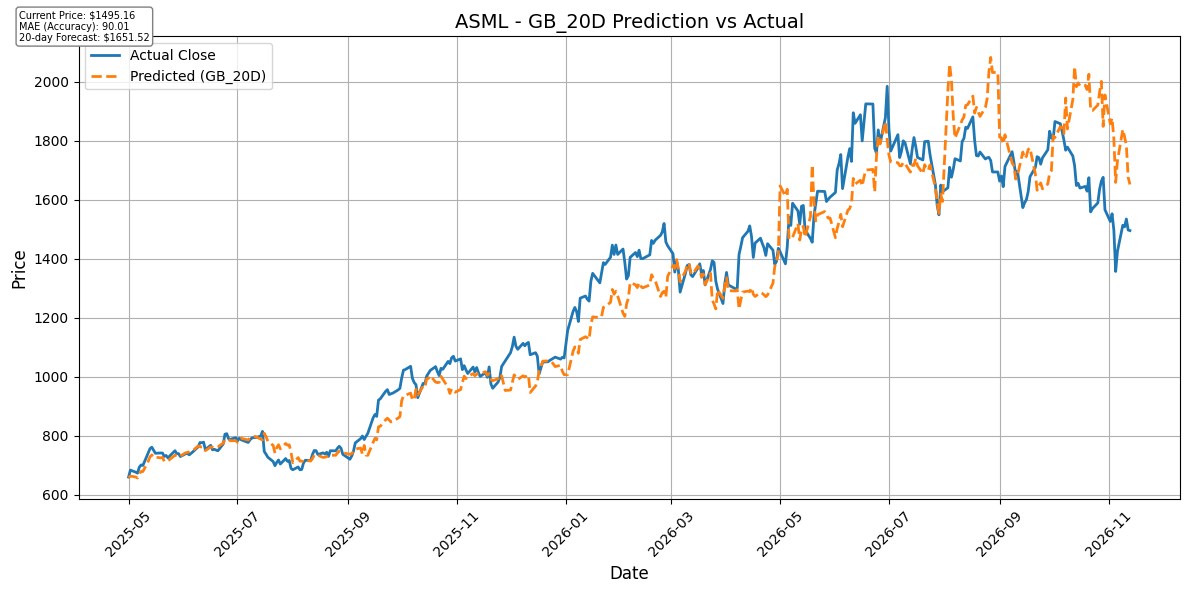 Current Price: $1495.16
MAE (Accuracy): 90.01
20-day Forecast: $1651.52
ASML - GB_20D Prediction vs Actual
Actual Close
Predicted (GB_20D)
Price
2000
1800
1600
1400
1200
1000
800
600
2025-05
2025-07
2025-09
2025-11
2026-01
2026-03
2026-05
2026-07
2026-09
2026-11
Date